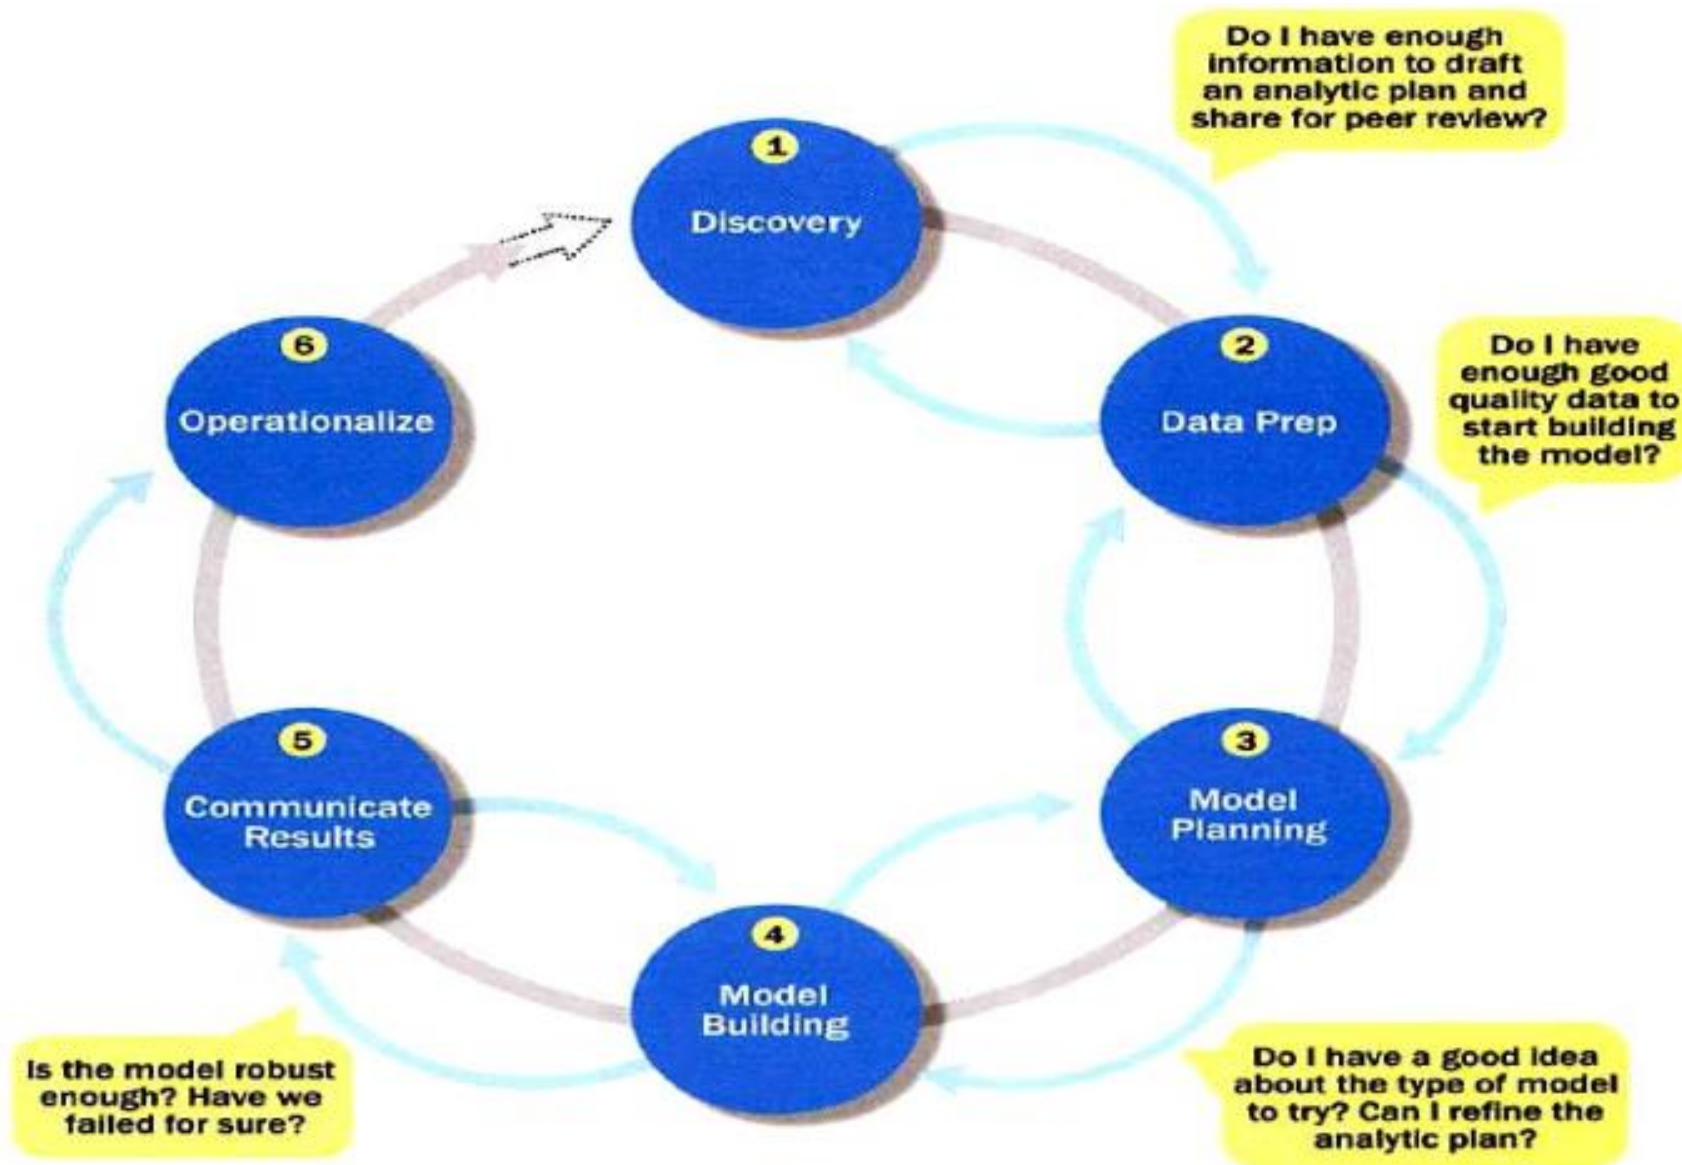 Do I have enough
information to draft
an analytic plan and
share for peer review?
1
Discovery
6
Operationalize
2
Data Prep
Do I have
enough good
quality data to
start building
the model?
5
Communicate
Results
3
Model
Planning
4
Model
Building
Is the model robust
enough? Have we
failed for sure?
Do I have a good idea
about the type of model
to try? Can I refine the
analytic plan?